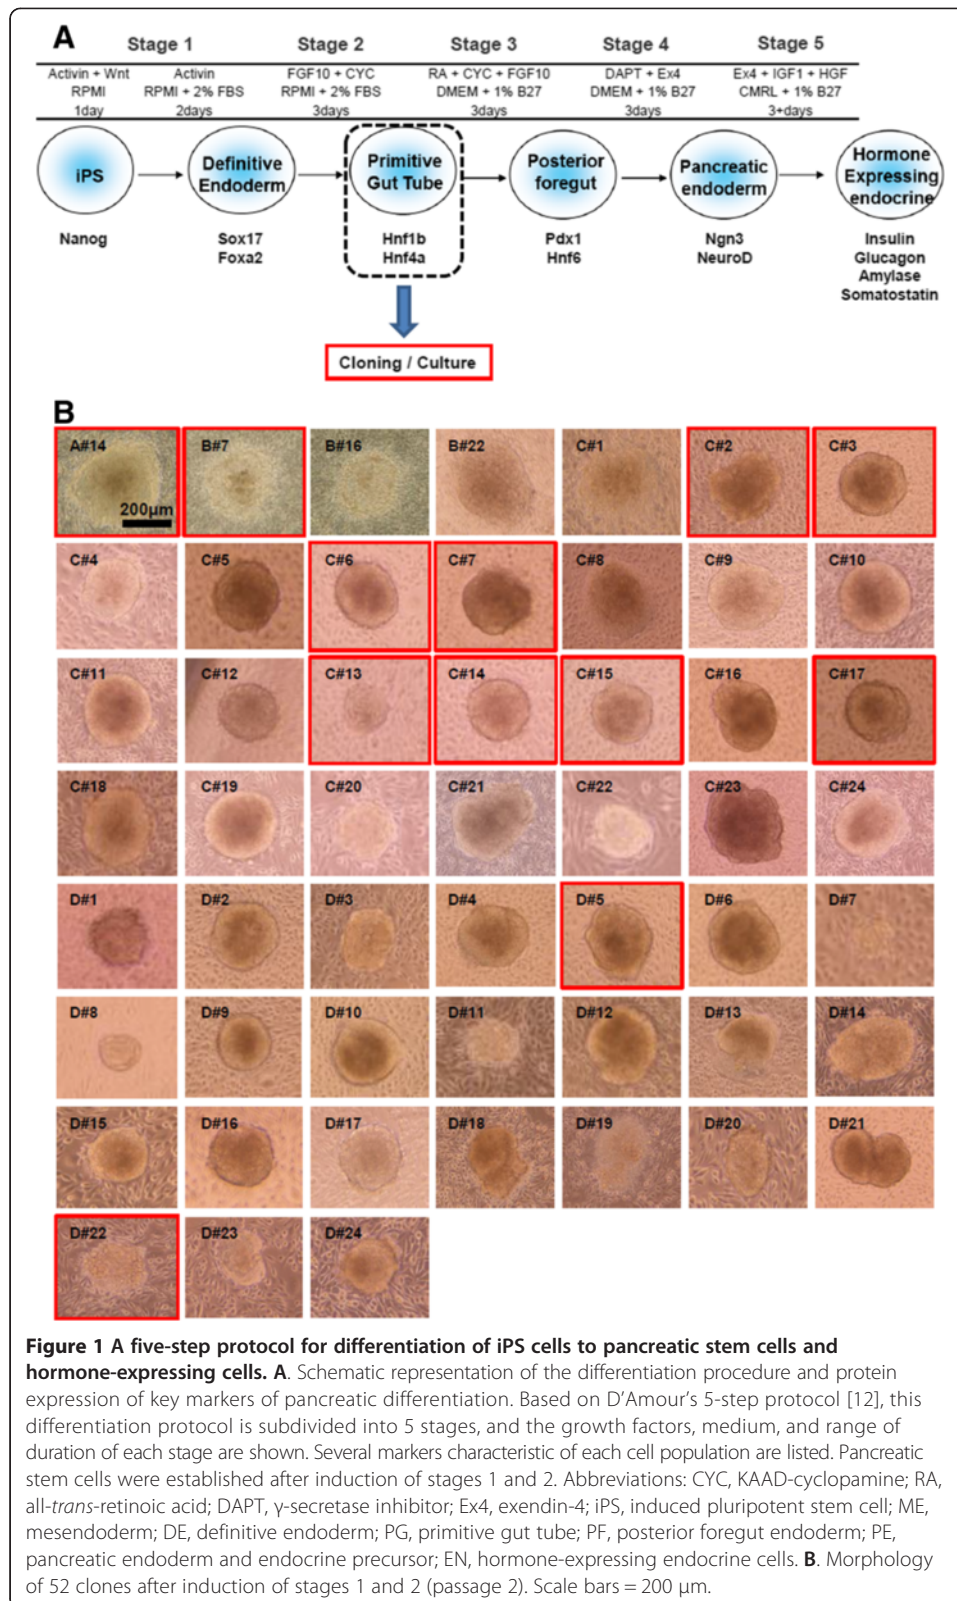 A
Stage 1 Stage 2 Stage 3 Stage 4 Stage 5
Activin + Wnt Activin FGF10 + CYC RA + CYC + FGF10 DAPT + Ex4 Ex4 + IGF1 + HGF
RPMI RPMI + 2% FBS RPMI + 2% FBS DMEM + 1% B27 DMEM + 1% B27 CMRL + 1% B27
1day 2days 3days 3days 3days 3+days
iPS
Definitive
Endoderm
Primitive
Gut Tube
Posterior
foregut
Pancreatic
endoderm
Hormone
Expressing
endocrine
Nanog
Sox17
Foxa2
Hnf1b
Hnf4a
Pdx1
Hnf6
Ngn3
NeuroD
Insulin
Glucagon
Amylase
Somatostatin
Cloning / Culture
B
A#14 B#7 B#16 B#22 C#1 C#2 C#3
200μm
C#4 C#5 C#6 C#7 C#8 C#9 C#10
C#11 C#12 C#13 C#14 C#15 C#16 C#17
C#18 C#19 C#20 C#21 C#22 C#23 C#24
D#1 D#2 D#3 D#4 D#5 D#6 D#7
D#8 D#9 D#10 D#11 D#12 D#13 D#14
D#15 D#16 D#17 D#18 D#19 D#20 D#21
D#22 D#23 D#24
Figure 1 A five-step protocol for differentiation of iPS cells to pancreatic stem cells and
hormone-expressing cells. A. Schematic representation of the differentiation procedure and protein
expression of key markers of pancreatic differentiation. Based on D'Amour's 5-step protocol [12], this
differentiation protocol is subdivided into 5 stages, and the growth factors, medium, and range of
duration of each stage are shown. Several markers characteristic of each cell population are listed. Pancreatic
stem cells were established after induction of stages 1 and 2. Abbreviations: CYC, KAAD-cyclopamine; RA,
all-trans-retinoic acid; DAPT, γ-secretase inhibitor; Ex4, exendin-4; iPS, induced pluripotent stem cell; ME,
mesendoderm; DE, definitive endoderm; PG, primitive gut tube; PF, posterior foregut endoderm; PE,
pancreatic endoderm and endocrine precursor; EN, hormone-expressing endocrine cells. B. Morphology
of 52 clones after induction of stages 1 and 2 (passage 2). Scale bars = 200 μm.